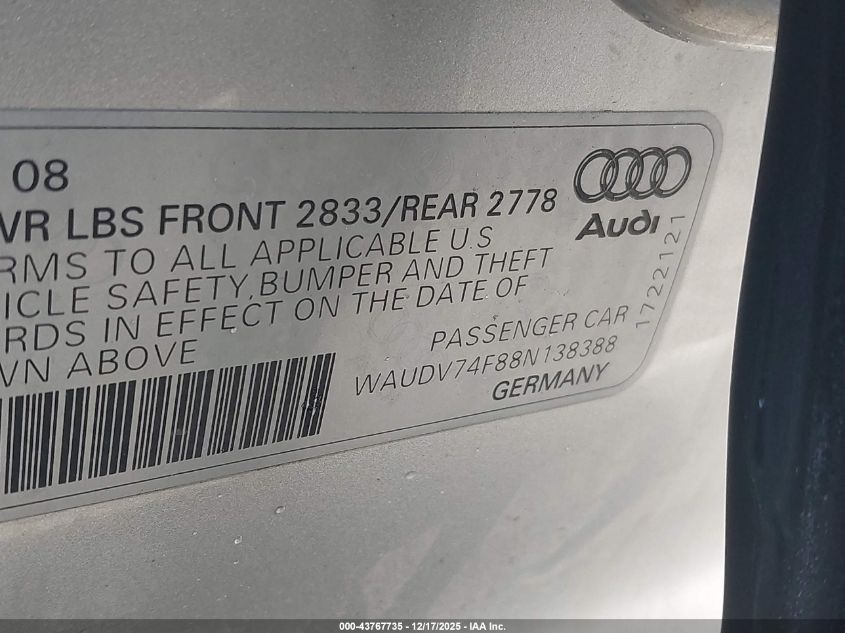 08
VR LBS FRONT 2833/REAR 2778
RMS TO ALL APPLICABLE U.S
ICLE SAFETY, BUMPER AND THEFT
RDS IN EFFECT ON THE DATE OF
WN ABOVE
PASSENGER CAR
WAUDV74F88N138388
GERMANY
Audi
1722121
000-43767735 - 12/17/2025 - IAA Inc.